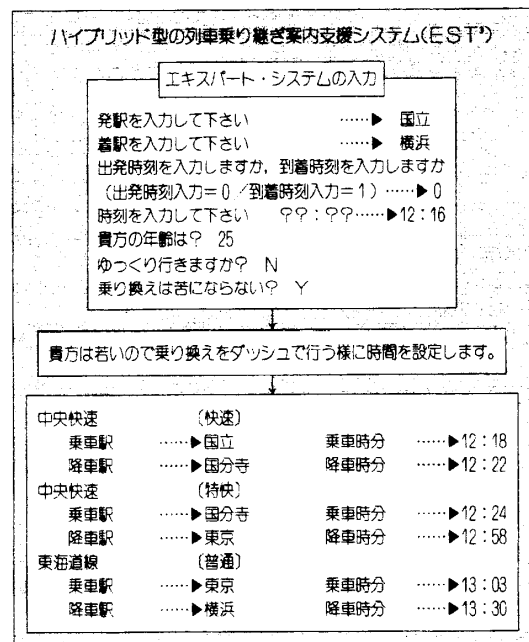 ハイブリッド型の列車乗り継ぎ案内支援システム(EST³)
エキスパート・システムの入力
発駅を入力して下さい ……▶ 国立
着駅を入力して下さい ……▶ 横浜
出発時刻を入力しますか,到着時刻を入力しますか
(出発時刻入力=0/到着時刻入力=1)……▶0
時刻を入力して下さい ??:??……▶12:16
貴方の年齢は? 25
ゆっくり行きますか? N
乗り換えは苦にならない? Y
貴方は若いので乗り換えをダッシュで行う様に時間を設定します。
中央快速 〔快速〕
乗車駅 ……▶国立 乗車時分 ……▶12:18
降車駅 ……▶国分寺 降車時分 ……▶12:22
中央快速 〔特快〕
乗車駅 ……▶国分寺 乗車時分 ……▶12:24
降車駅 ……▶東京 降車時分 ……▶12:58
東海道線 〔普通〕
乗車駅 ……▶東京 乗車時分 ……▶13:03
降車駅 ……▶横浜 降車時分 ……▶13:30